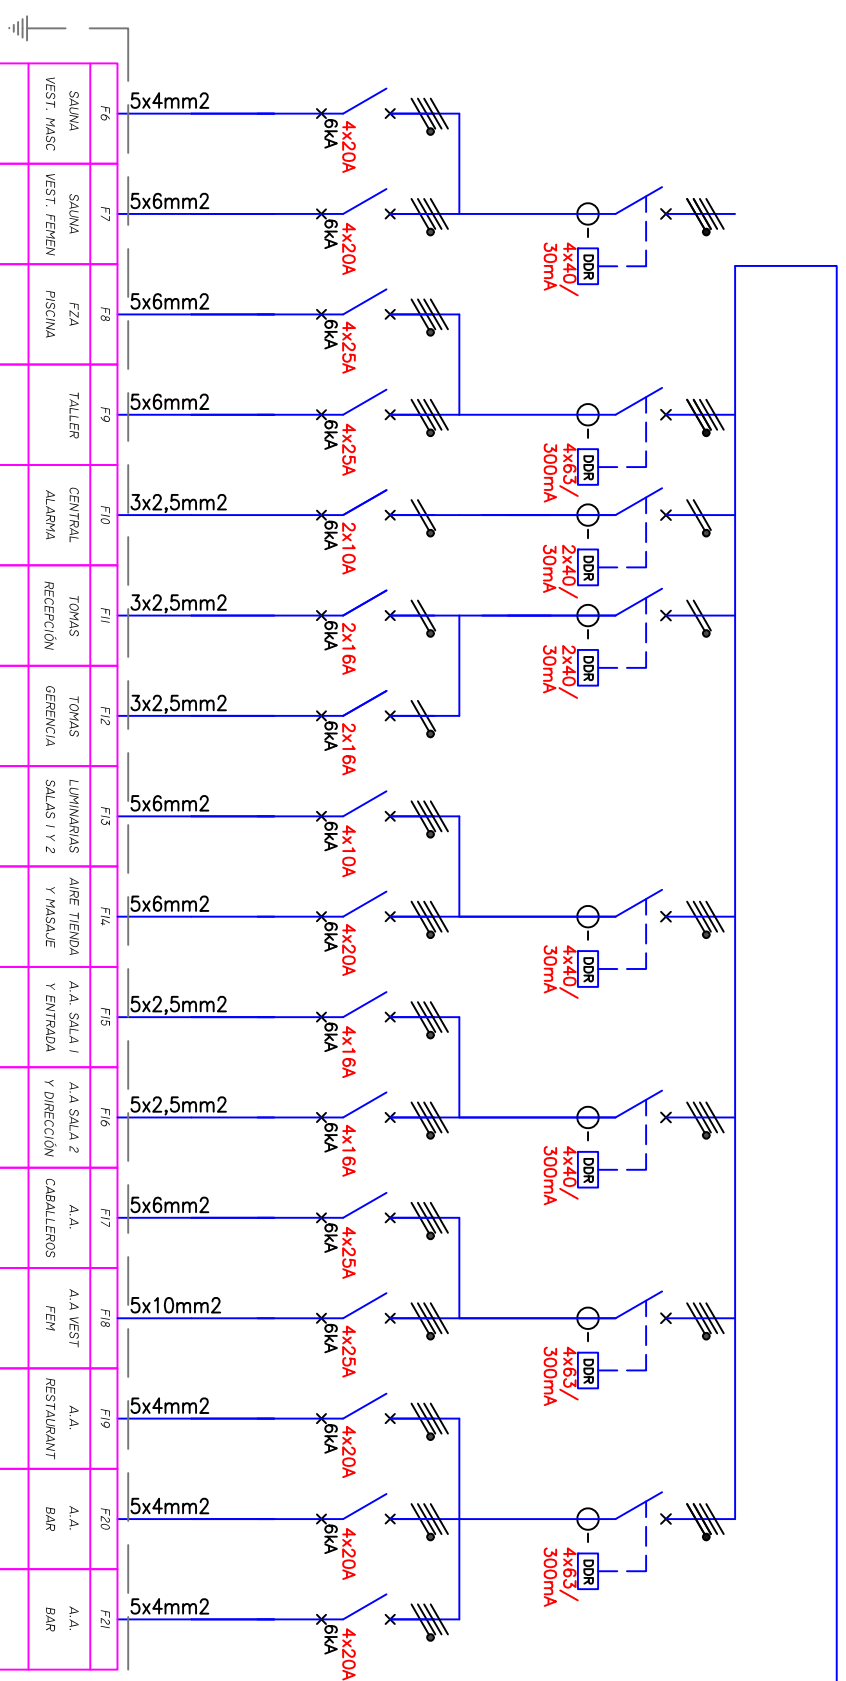 F6
SAUNA
VEST. MASC
5x4mm2
4x20A
6kA
F7
SAUNA
VEST. FEMEN
5x6mm2
4x20A
6kA
DDR
4x40/
30mA
F8
FZA
PISCINA
5x6mm2
4x25A
6kA
F9
TALLER
5x6mm2
4x25A
6kA
DDR
4x63/
300mA
F10
CENTRAL
ALARMA
3x2,5mm2
2x10A
6kA
DDR
2x40/
30mA
F11
TOMAS
RECEPCIÓN
3x2,5mm2
2x16A
6kA
DDR
2x40/
30mA
F12
TOMAS
GERENCIA
3x2,5mm2
2x16A
6kA
F13
LUMINARIAS
SALAS 1 Y 2
5x6mm2
4x10A
6kA
F14
AIRE TIENDA
Y MASAJE
5x6mm2
4x20A
6kA
DDR
4x40/
30mA
F15
A.A. SALA 1
Y ENTRADA
5x2,5mm2
4x16A
6kA
F16
A.A SALA 2
Y DIRECCIÓN
5x2,5mm2
4x16A
6kA
DDR
4x40/
300mA
F17
A.A.
CABALLEROS
5x6mm2
4x25A
6kA
F18
A.A VEST
FEM
5x10mm2
4x25A
6kA
DDR
4x63/
300mA
F19
A.A.
RESTAURANT
5x4mm2
4x20A
6kA
F20
A.A.
BAR
5x4mm2
4x20A
6kA
DDR
4x63/
300mA
F21
A.A.
BAR
5x4mm2
4x20A
6kA